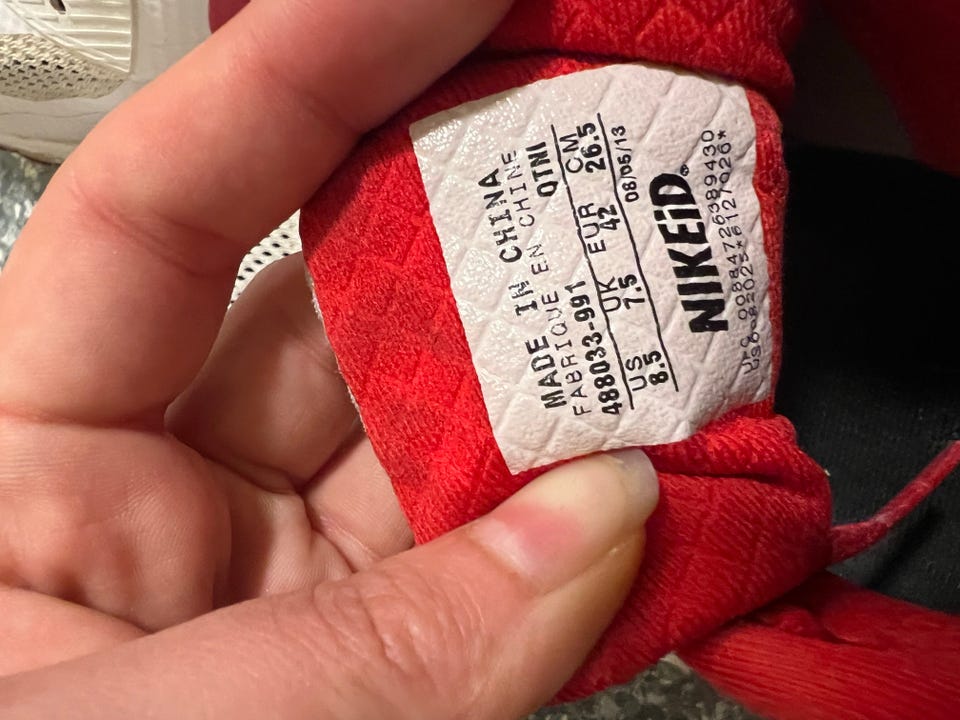 MADE IN CHINA
FABRIQUE EN CHINE
488033-991 QTNI
US UK EUR CM
8.5 7.5 42 26.5
08/05/13
NIKEiD
00884726389430